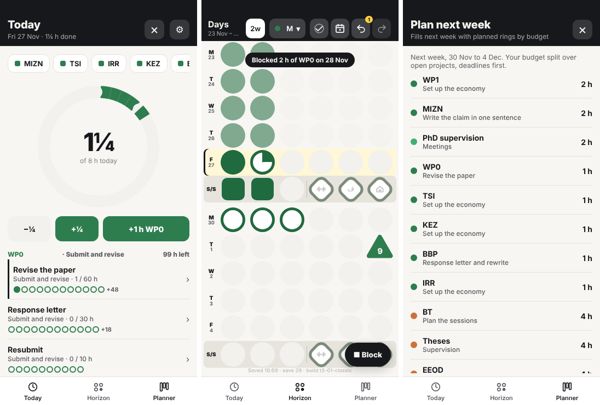 Today
Fri 27 Nov · 1¼ h done
MIZN
TSI
IRR
KEZ
1¼
of 8 h today
−¼
+¼
+1 h WP0
WP0 · Submit and revise 99 h left
Revise the paper
Submit and revise · 1 / 60 h
+48
Response letter
Submit and revise · 0 / 30 h
+18
Resubmit
Submit and revise · 0 / 10 h
Today
Horizon
Planner
Days
23 Nov – ...
2w
M
1
Blocked 2 h of WP0 on 28 Nov
M
23
T
24
W
25
T
26
F
27
S/S
M
30
T
1
9
W
2
T
3
F
4
S/S
Block
Today
Horizon
Planner
Plan next week
Fills next week with planned rings by budget
Next week, 30 Nov to 4 Dec. Your budget split over
open projects, deadlines first.
WP1
Set up the economy
2 h
MIZN
Write the claim in one sentence
2 h
PhD supervision
Meetings
2 h
WP0
Revise the paper
1 h
TSI
Set up the economy
1 h
KEZ
Set up the economy
1 h
BBP
Response letter and rewrite
1 h
IRR
Set up the economy
1 h
BT
Plan the sessions
4 h
Theses
Supervision
4 h
EEOD
Today
Horizon
Planner